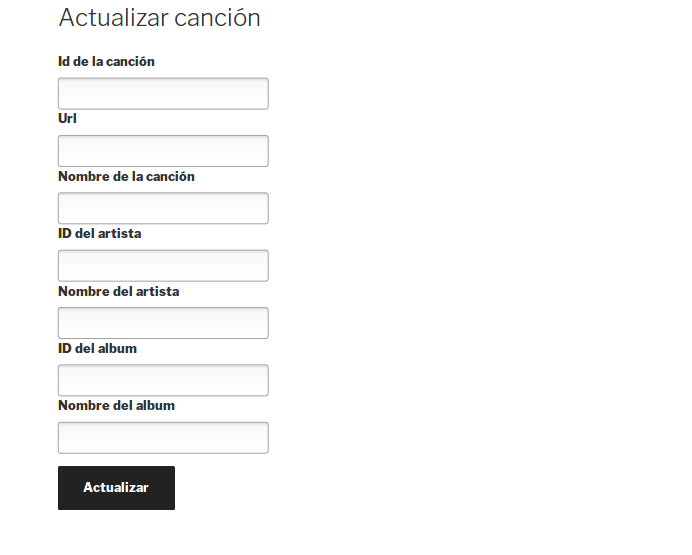 Actualizar canción
Id de la canción
Url
Nombre de la canción
ID del artista
Nombre del artista
ID del album
Nombre del album
Actualizar